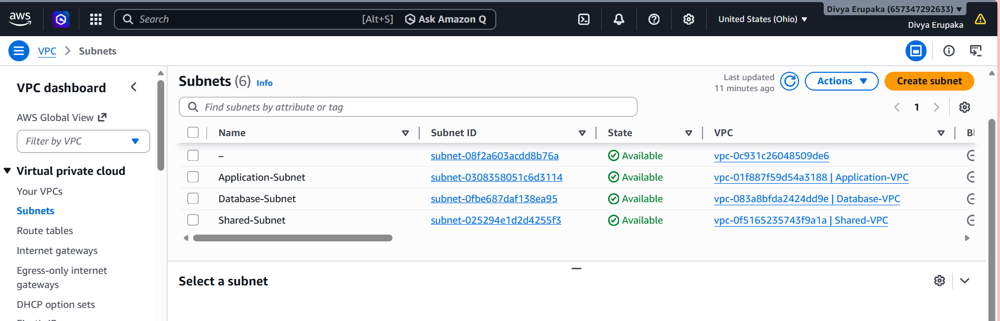 aws
Search [Alt+S] Ask Amazon Q
United States (Ohio) ▼
Divya Erupaka (657347292633) ▼
Divya Erupaka
VPC > Subnets
VPC dashboard
AWS Global View
Filter by VPC
Virtual private cloud
Your VPCs
Subnets
Route tables
Internet gateways
Egress-only internet
gateways
DHCP option sets
Subnets (6) Info
Last updated
11 minutes ago
Actions
Create subnet
Find subnets by attribute or tag
1
Name Subnet ID State VPC
– subnet-08f2a603acdd8b76a Available vpc-0c931c26048509de6
Application-Subnet subnet-0308358051c6d3114 Available vpc-01f887f59d54a3188 | Application-VPC
Database-Subnet subnet-0fbe687daf138ea95 Available vpc-083a8bfda2424dd9e | Database-VPC
Shared-Subnet subnet-025294e1d2d4255f3 Available vpc-0f5165235743f9a1a | Shared-VPC
Select a subnet